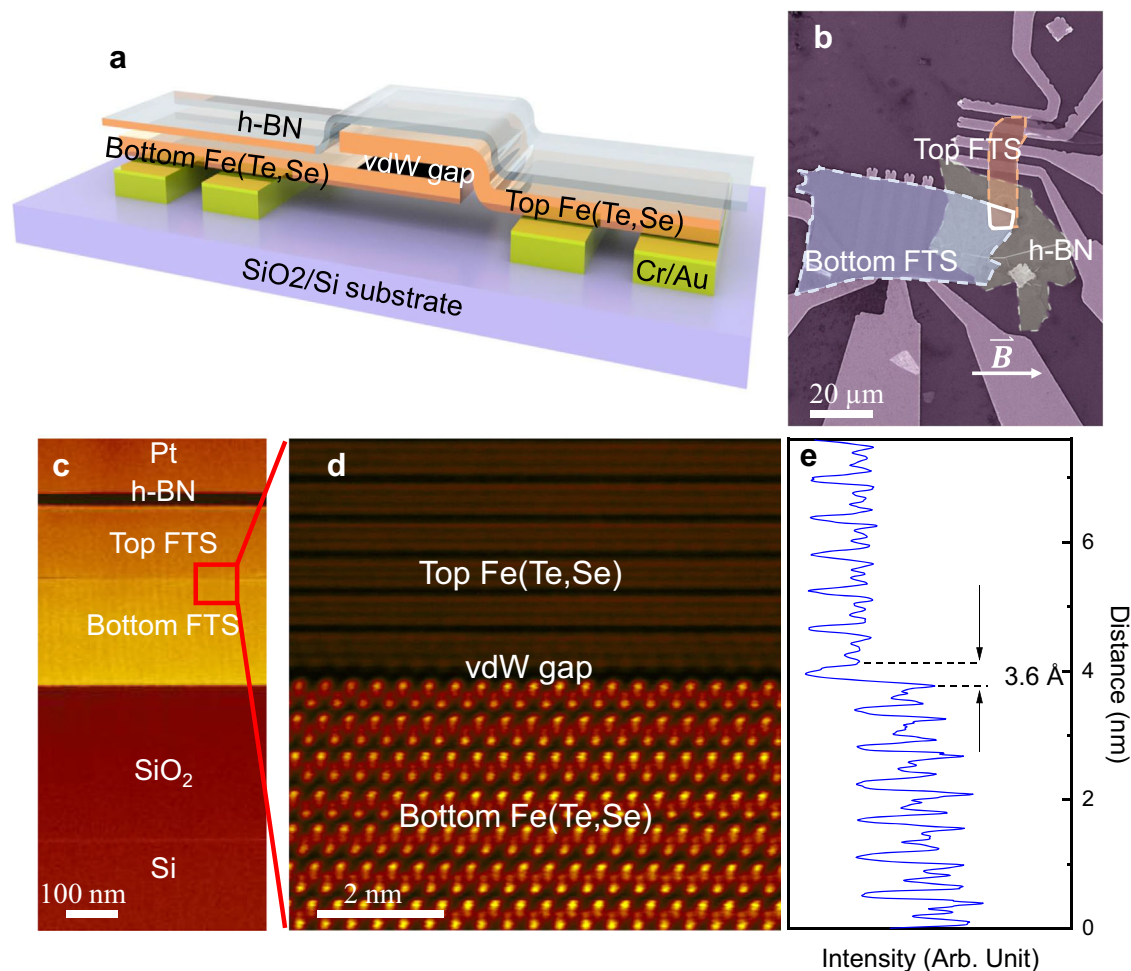 a
h-BN
Bottom Fe(Te,Se)
vdW gap
Top Fe(Te,Se)
Cr/Au
SiO2/Si substrate
b
Top FTS
Bottom FTS
h-BN
B
20 µm
c
Pt
h-BN
Top FTS
Bottom FTS
SiO₂
Si
100 nm
d
Top Fe(Te,Se)
vdW gap
Bottom Fe(Te,Se)
2 nm
e
6
3.6 Å
4
2
0
Distance (nm)
Intensity (Arb. Unit)